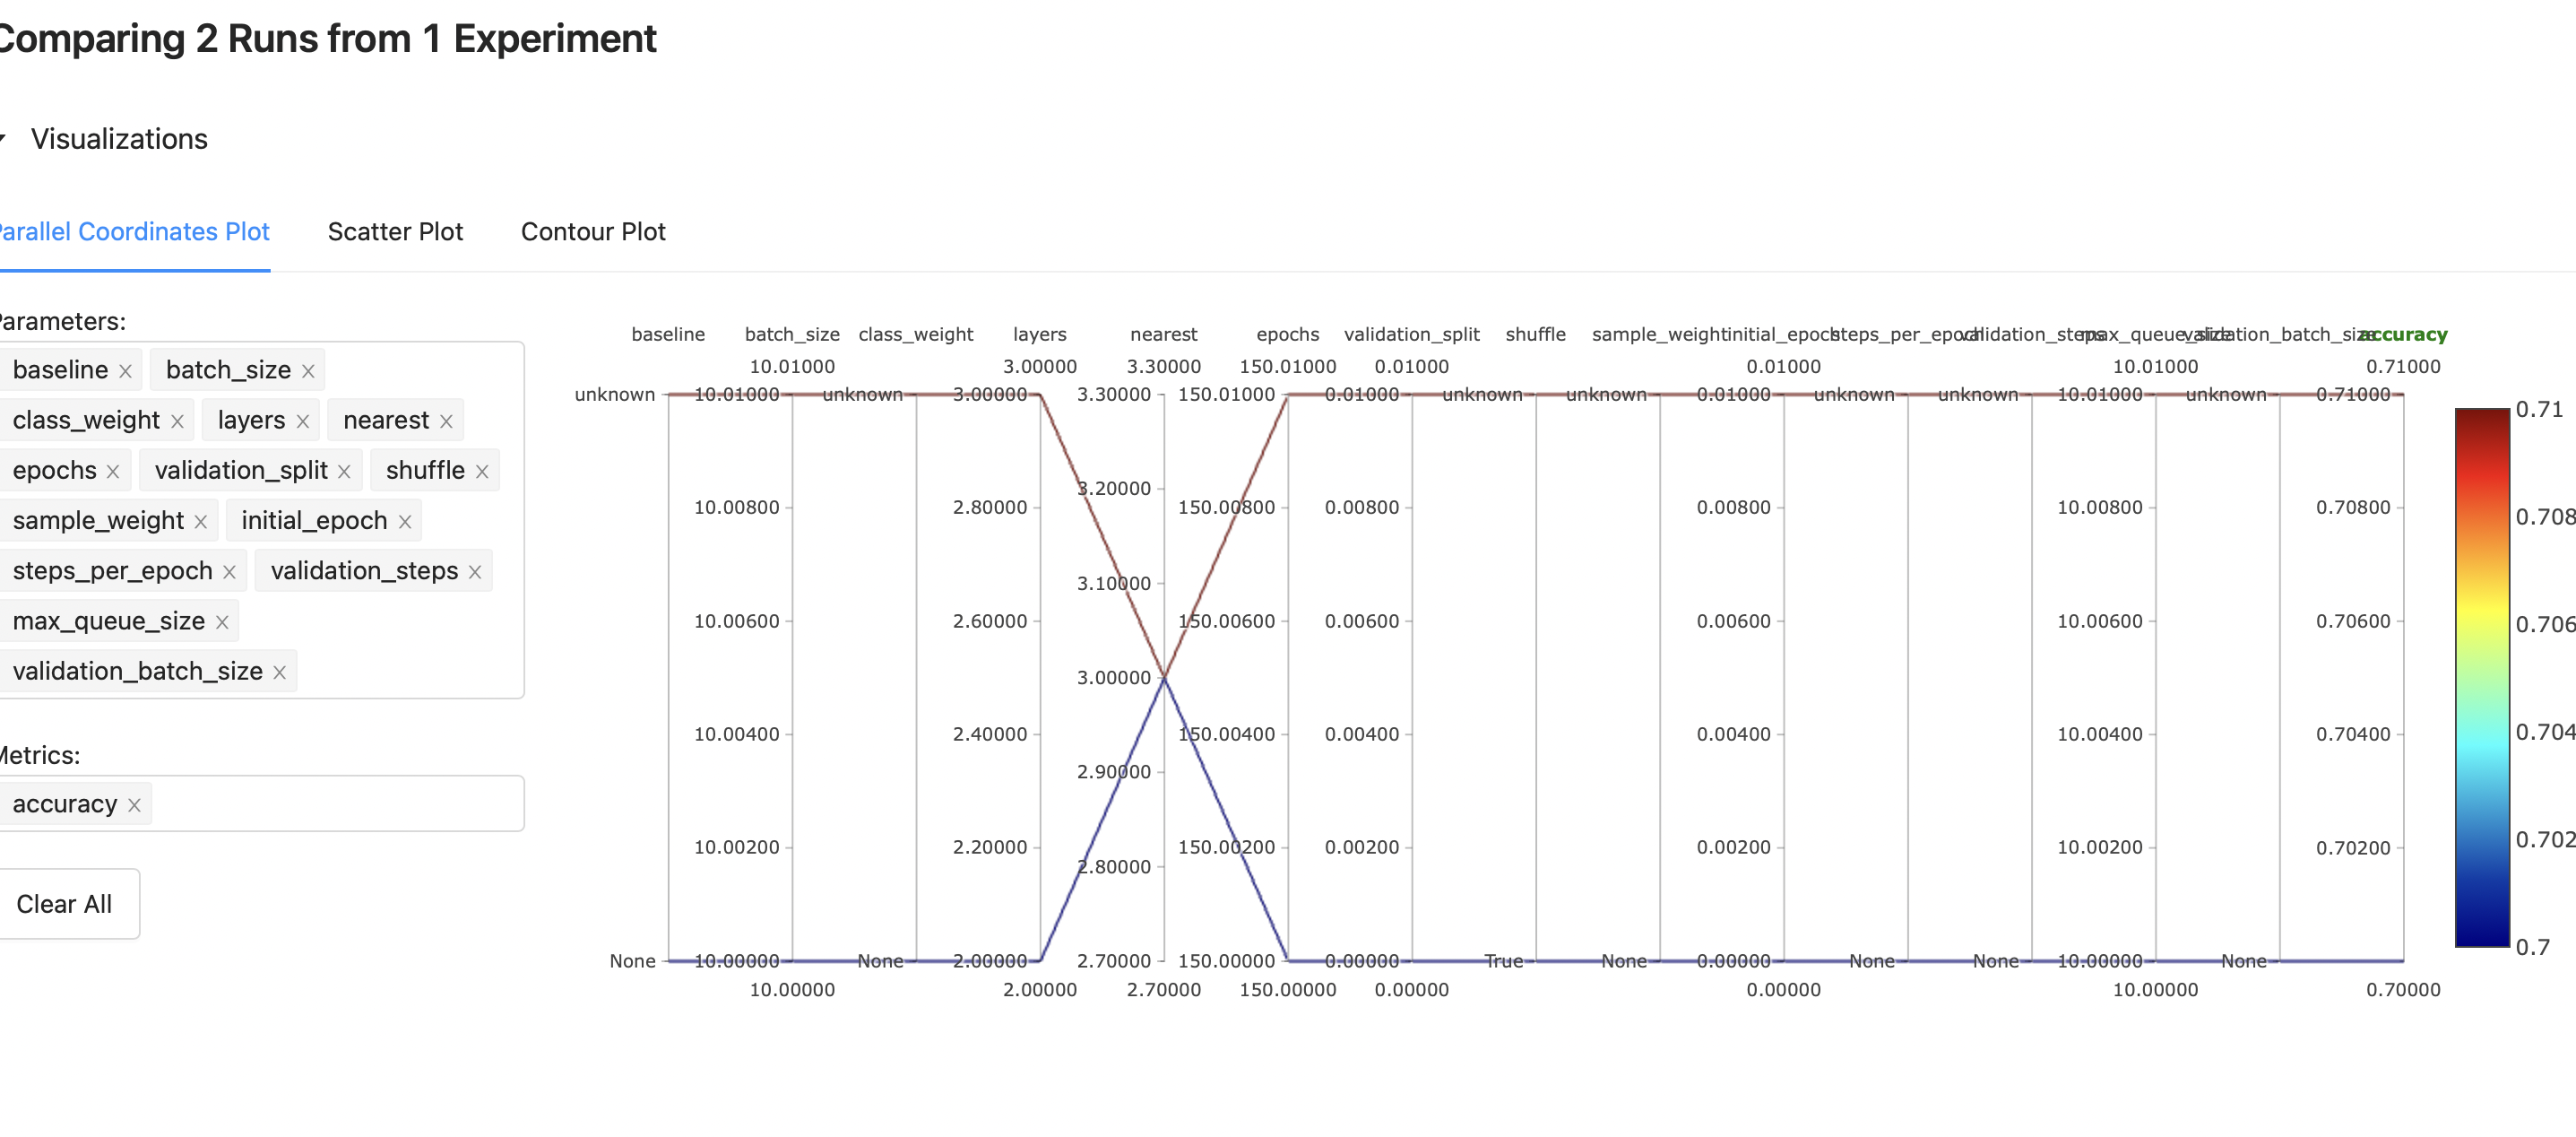 Comparing 2 Runs from 1 Experiment
Visualizations
Parallel Coordinates Plot Scatter Plot Contour Plot
Parameters:
baseline × batch_size ×
class_weight × layers × nearest ×
epochs × validation_split × shuffle ×
sample_weight × initial_epoch ×
steps_per_epoch × validation_steps ×
max_queue_size ×
validation_batch_size ×
Metrics:
accuracy ×
Clear All
baseline batch_size class_weight layers nearest epochs validation_split shuffle sample_weight initial_epoch steps_per_epoch validation_steps max_queue_size validation_batch_size accuracy
10.01000 3.00000 3.30000 150.01000 0.01000 0.01000 10.01000 0.71000
unknown 10.01000 unknown 3.00000 3.30000 150.01000 0.01000 unknown unknown 0.01000 unknown unknown 10.01000 unknown 0.71000
3.20000
10.00800 2.80000 150.00800 0.00800 0.00800 10.00800 0.70800
3.10000
10.00600 2.60000 150.00600 0.00600 0.00600 10.00600 0.70600
3.00000
10.00400 2.40000 150.00400 0.00400 0.00400 10.00400 0.70400
2.90000
10.00200 2.20000 150.00200 0.00200 0.00200 10.00200 0.70200
2.80000
None 10.00000 None 2.00000 2.70000 150.00000 0.00000 True None 0.00000 None None 10.00000 None
10.00000 2.00000 2.70000 150.00000 0.00000 0.00000 10.00000 0.70000
0.71
0.708
0.706
0.704
0.702
0.7